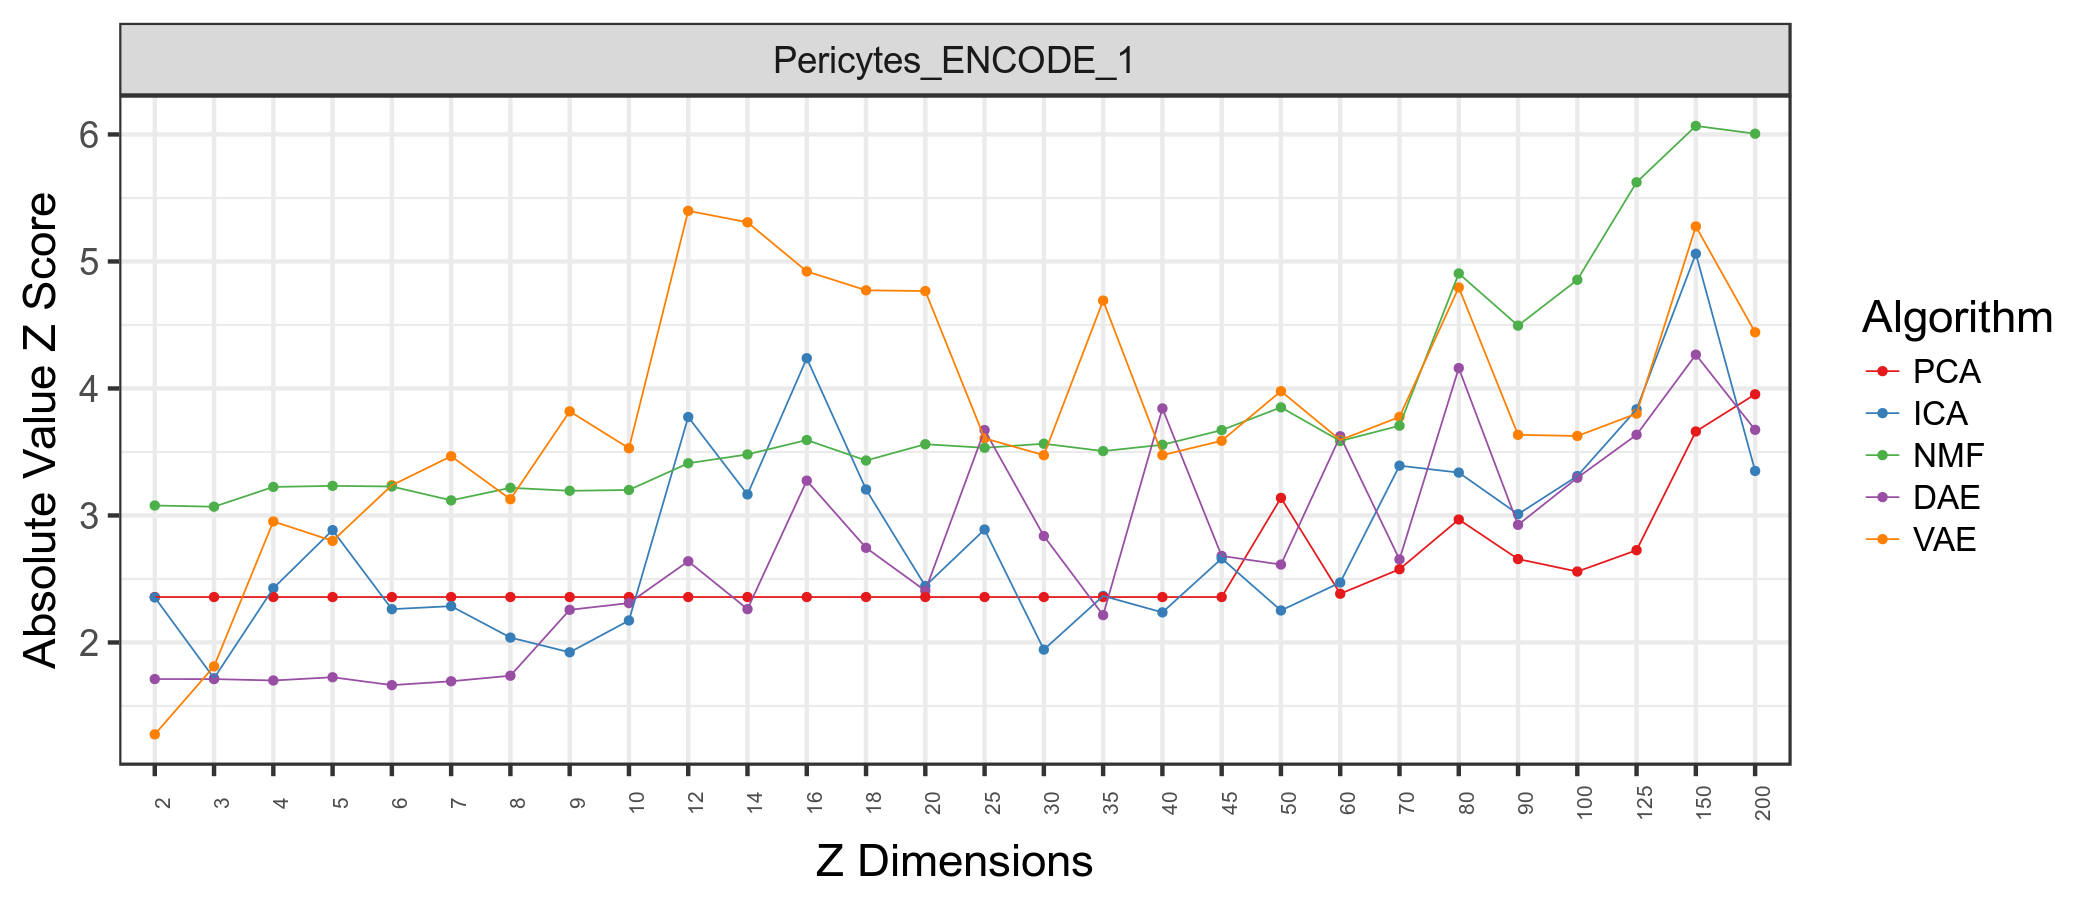 Pericytes_ENCODE_1
Absolute Value Z Score
6
5
4
3
2
2 3 4 5 6 7 8 9 10 12 14 16 18 20 25 30 35 40 45 50 60 70 80 90 100 125 150 200
Z Dimensions
Algorithm
PCA
ICA
NMF
DAE
VAE